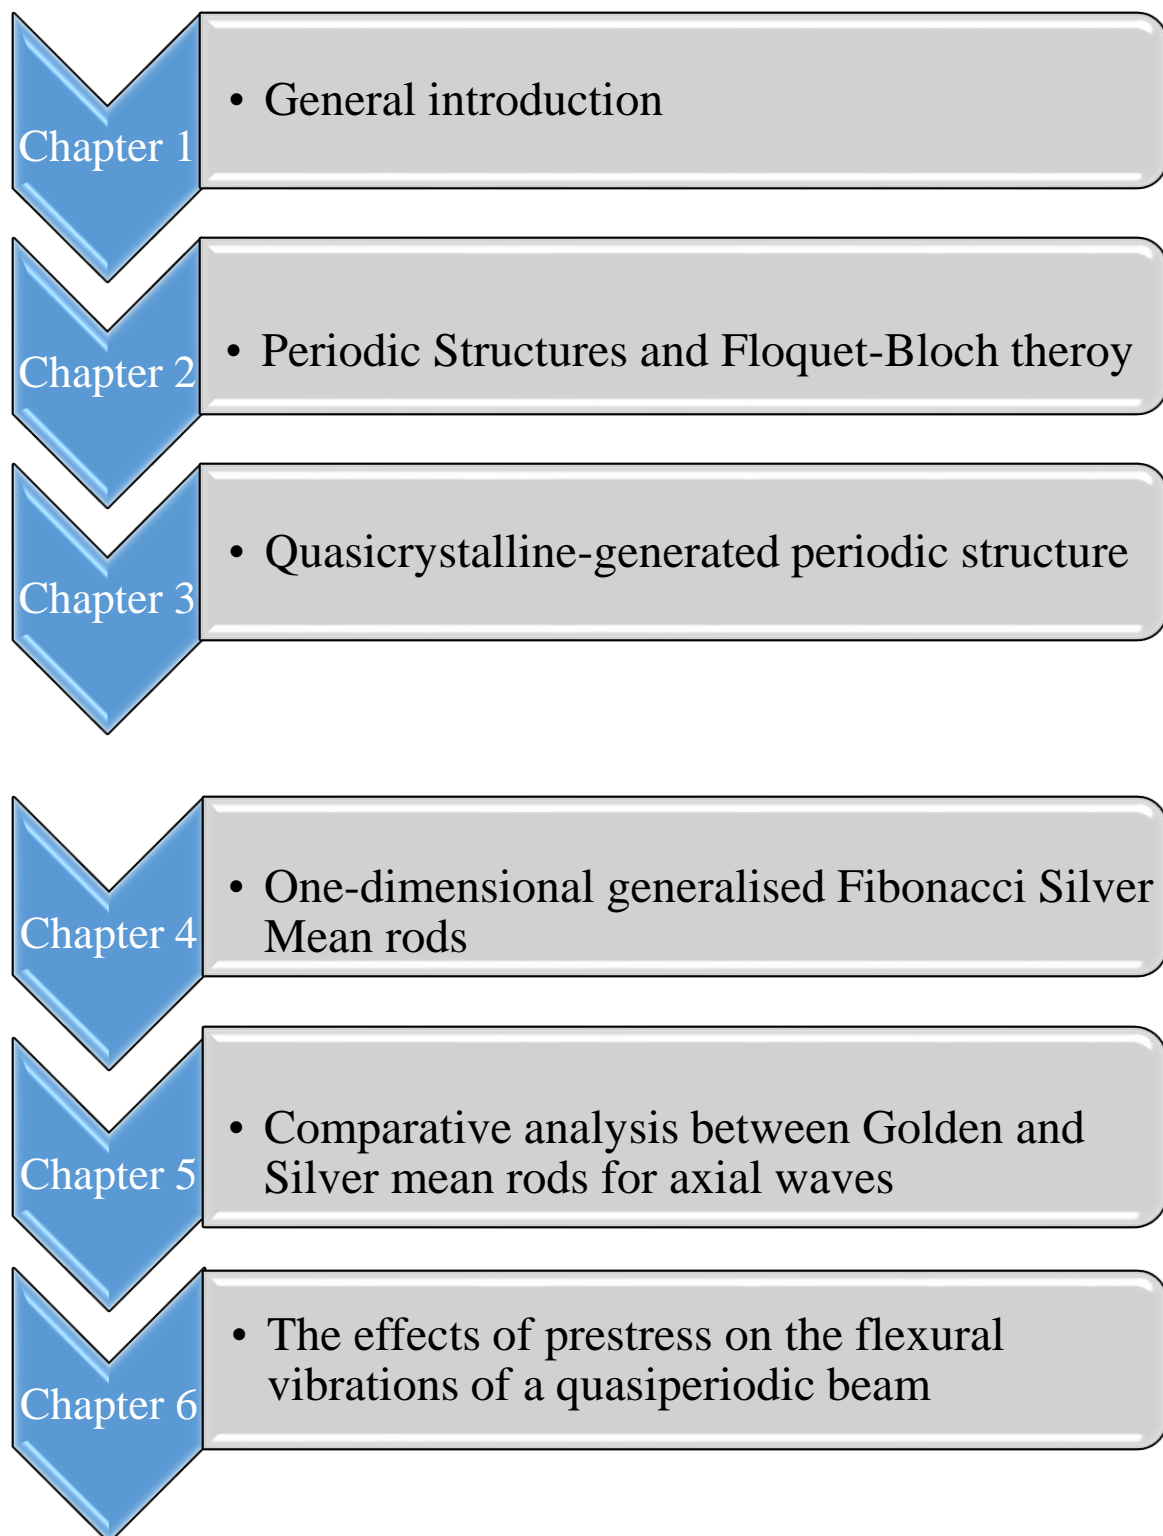 Chapter 1
• General introduction
Chapter 2
• Periodic Structures and Floquet-Bloch theroy
Chapter 3
• Quasicrystalline-generated periodic structure
Chapter 4
• One-dimensional generalised Fibonacci Silver
Mean rods
Chapter 5
• Comparative analysis between Golden and
Silver mean rods for axial waves
Chapter 6
• The effects of prestress on the flexural
vibrations of a quasiperiodic beam